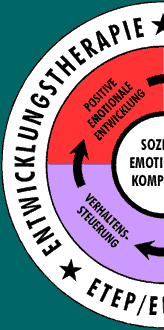 ENTWICKLUNGSTHERAPIE
POSITIVE
EMOTIONALE
ENTWICKLUNG
SOZI
EMOTI
KOMP
VERHALTENS-
STEUERUNG
ETEP/E